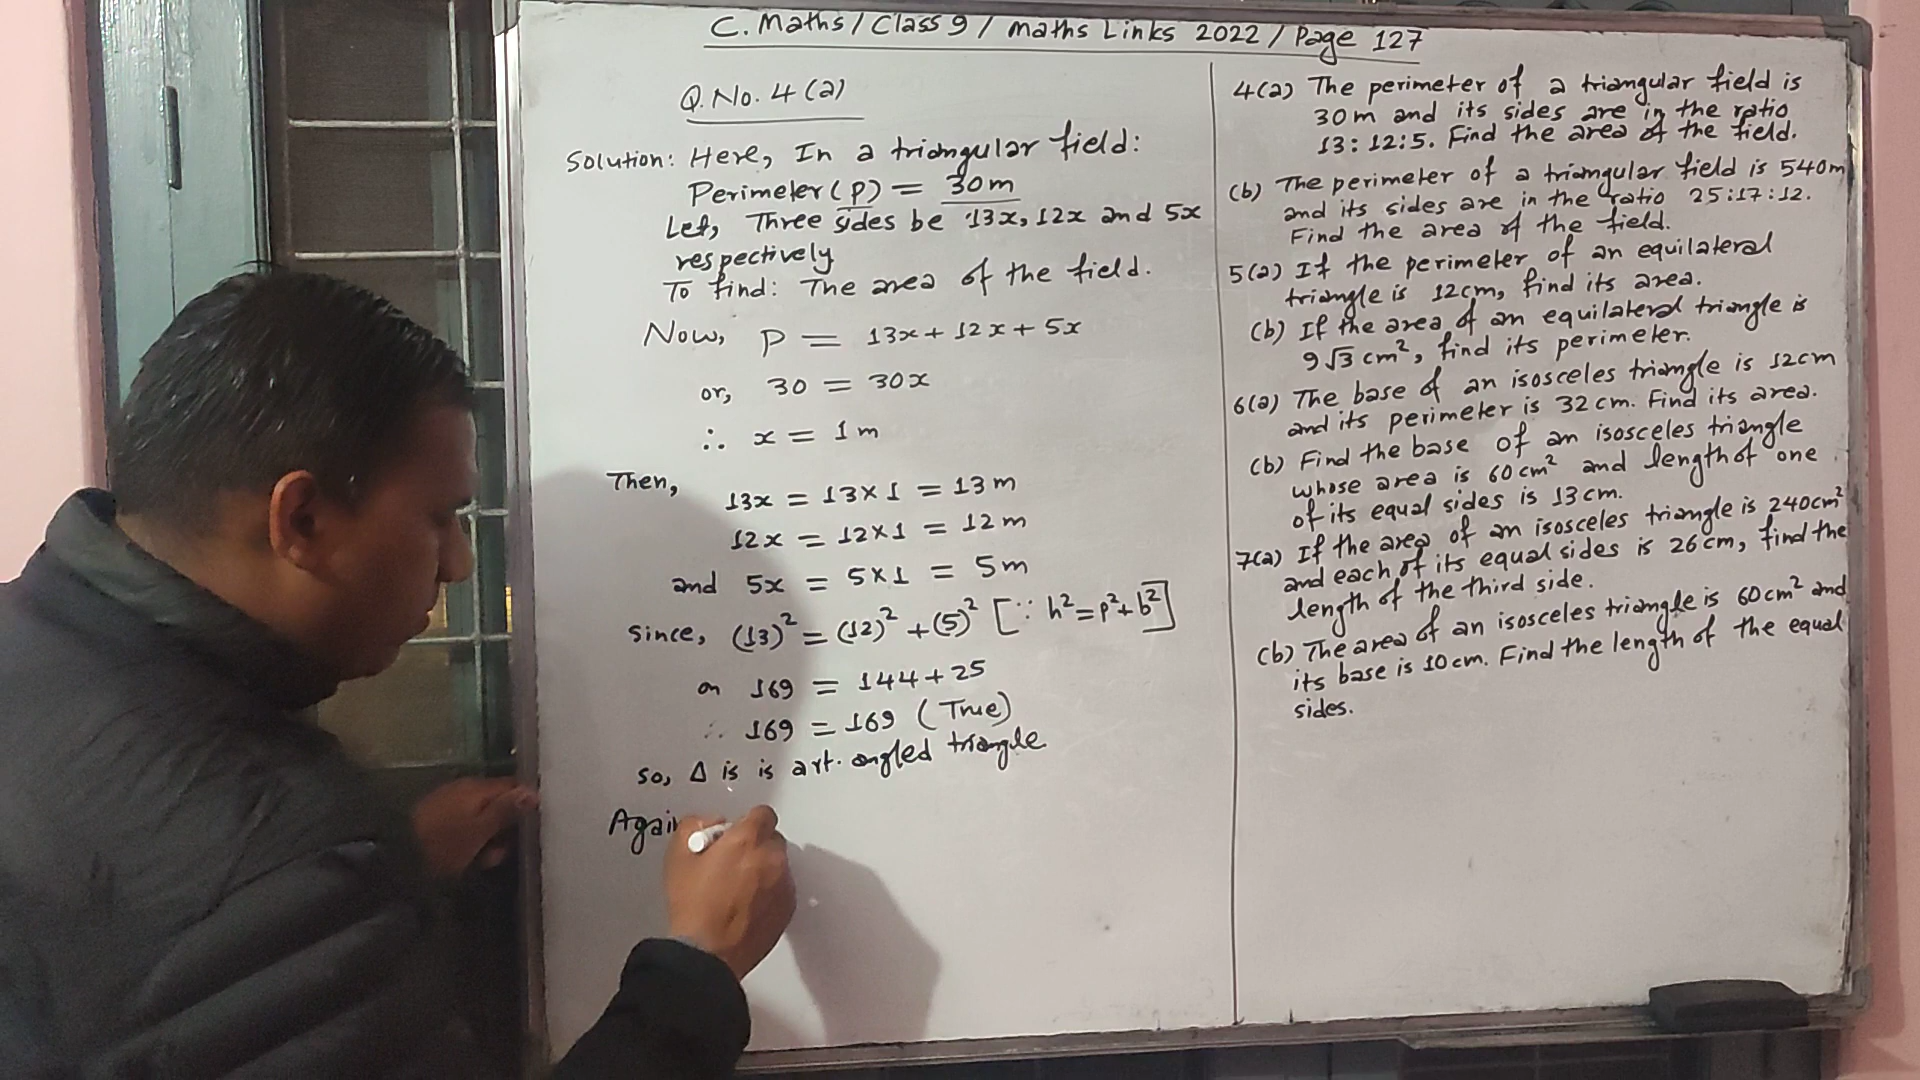 C. Maths / Class 9 / Maths Links 2022 / Page 127
Q. No. 4 (a)
Solution: Here, In a triangular field:
Perimeter (P) = 30m
Let, Three sides be 13x, 12x and 5x
respectively
To find: The area of the field.
Now, P = 13x + 12x + 5x
or, 30 = 30x
∴ x = 1m
Then,
13x = 13×1 = 13m
12x = 12×1 = 12m
and 5x = 5×1 = 5m
Since, (13)² = (12)² + (5)² [∵ h² = p² + b²]
or 169 = 144 + 25
∴ 169 = 169 (True)
So, Δ is is a rt. angled triangle
Again
4(a) The perimeter of a triangular field is
30m and its sides are in the ratio
13:12:5. Find the area of the field.
(b) The perimeter of a triangular field is 540m
and its sides are in the ratio 25:17:12.
Find the area of the field.
5(a) If the perimeter of an equilateral
triangle is 12cm, find its area.
(b) If the area of an equilateral triangle is
9√3 cm², find its perimeter.
6(a) The base of an isosceles triangle is 12cm
and its perimeter is 32cm. Find its area.
(b) Find the base of an isosceles triangle
whose area is 60cm² and length of one
of its equal sides is 13cm.
7(a) If the area of an isosceles triangle is 240cm²
and each of its equal sides is 26cm, find the
length of the third side.
(b) The area of an isosceles triangle is 60cm² and
its base is 10cm. Find the length of the equal
sides.